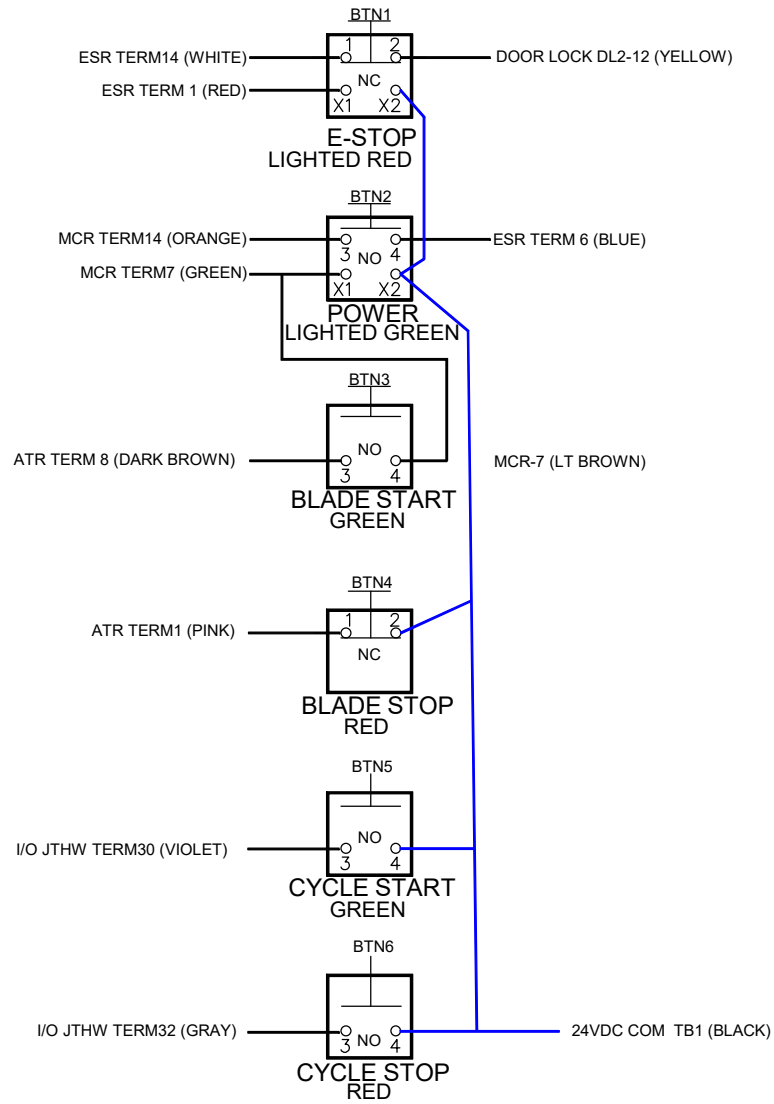 BTN1
1 2
ESR TERM14 (WHITE)
DOOR LOCK DL2-12 (YELLOW)
NC
ESR TERM 1 (RED)
X1 X2
E-STOP
LIGHTED RED
BTN2
MCR TERM14 (ORANGE)
ESR TERM 6 (BLUE)
3 NO 4
MCR TERM7 (GREEN)
X1 X2
POWER
LIGHTED GREEN
BTN3
NO
ATR TERM 8 (DARK BROWN)
MCR-7 (LT BROWN)
3 4
BLADE START
GREEN
BTN4
1 2
ATR TERM1 (PINK)
NC
BLADE STOP
RED
BTN5
NO
I/O JTHW TERM30 (VIOLET)
3 4
CYCLE START
GREEN
BTN6
I/O JTHW TERM32 (GRAY)
24VDC COM TB1 (BLACK)
3 NO 4
CYCLE STOP
RED